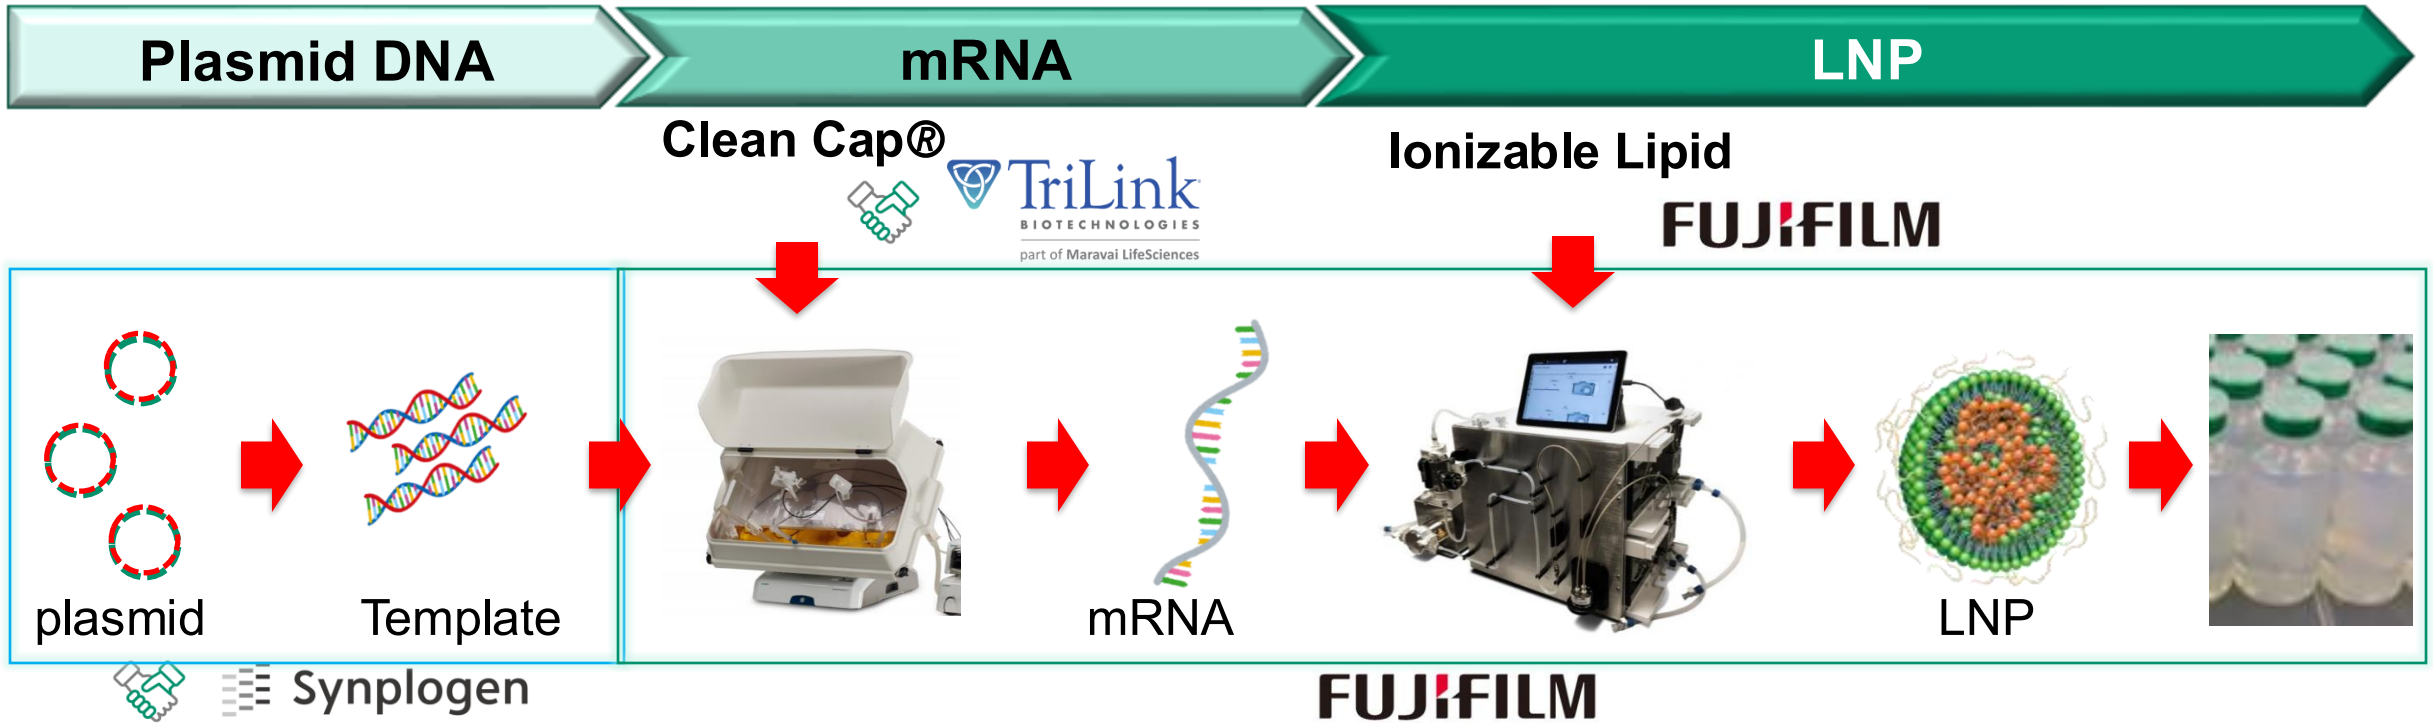 Plasmid DNA
mRNA
LNP
Clean Cap®
TriLink
BIOTECHNOLOGIES
part of Maravai LifeSciences
Ionizable Lipid
FUJIFILM
plasmid
Template
mRNA
LNP
Synplogen
FUJIFILM